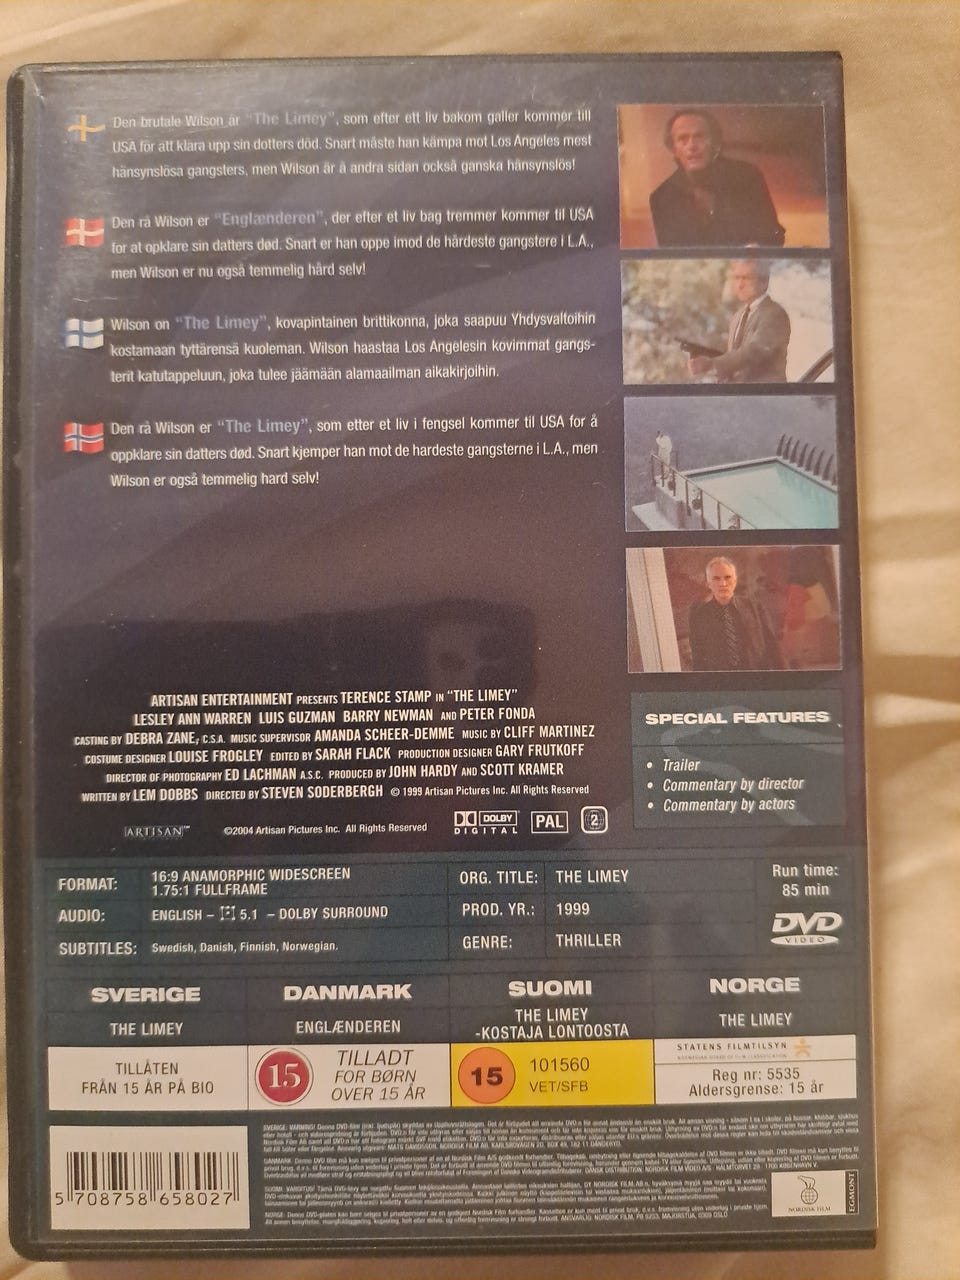 Den brutale Wilson är "The Limey", som efter ett liv bakom galler kommer till
USA för att klara upp sin dotters död. Snart måste han kämpa mot Los Angeles mest
hänsynslösa gangsters, men Wilson är å andra sidan också ganska hänsynslös!
Den rå Wilson er "Englænderen", der efter et liv bag tremmer kommer til USA
for at opklare sin datters død. Snart er han oppe imod de hårdeste gangstere i L.A.,
men Wilson er nu også temmelig hård selv!
Wilson on "The Limey", kovapintainen brittikonna, joka saapuu Yhdysvaltoihin
kostamaan tyttärensä kuoleman. Wilson haastaa Los Angelesin kovimmat gangs-
terit katutappeluun, joka tulee jäämään alamaailman aikakirjoihin.
Den rå Wilson er "The Limey", som etter et liv i fengsel kommer til USA for å
oppklare sin datters død. Snart kjemper han mot de hardeste gangsterne i L.A., men
Wilson er også temmelig hard selv!
ARTISAN ENTERTAINMENT PRESENTS TERENCE STAMP IN "THE LIMEY"
LESLEY ANN WARREN LUIS GUZMAN BARRY NEWMAN AND PETER FONDA
CASTING BY DEBRA ZANE, C.S.A. MUSIC SUPERVISOR AMANDA SCHEER-DEMME MUSIC BY CLIFF MARTINEZ
COSTUME DESIGNER LOUISE FROGLEY EDITED BY SARAH FLACK PRODUCTION DESIGNER GARY FRUTKOFF
DIRECTOR OF PHOTOGRAPHY ED LACHMAN A.S.C. PRODUCED BY JOHN HARDY AND SCOTT KRAMER
WRITTEN BY LEM DOBBS DIRECTED BY STEVEN SODERBERGH © 1999 Artisan Pictures Inc. All Rights Reserved
ARTISAN™ ©2004 Artisan Pictures Inc. All Rights Reserved DOLBY DIGITAL PAL 2
SPECIAL FEATURES
• Trailer
• Commentary by director
• Commentary by actors
FORMAT: 16:9 ANAMORPHIC WIDESCREEN
1.75:1 FULLFRAME
AUDIO: ENGLISH – 5.1 – DOLBY SURROUND
SUBTITLES: Swedish, Danish, Finnish, Norwegian.
ORG. TITLE: THE LIMEY
PROD. YR.: 1999
GENRE: THRILLER
Run time:
85 min
DVD
VIDEO
SVERIGE
THE LIMEY
TILLÅTEN
FRÅN 15 ÅR PÅ BIO
DANMARK
ENGLÆNDEREN
15
TILLADT
FOR BØRN
OVER 15 ÅR
SUOMI
THE LIMEY
-KOSTAJA LONTOOSTA
15
101560
VET/SFB
NORGE
THE LIMEY
STATENS FILMTILSYN
NORWEGIAN BOARD OF FILM CLASSIFICATION
Reg nr: 5535
Aldersgrense: 15 år
5 708758 658027
NORDISK FILM
EGMONT